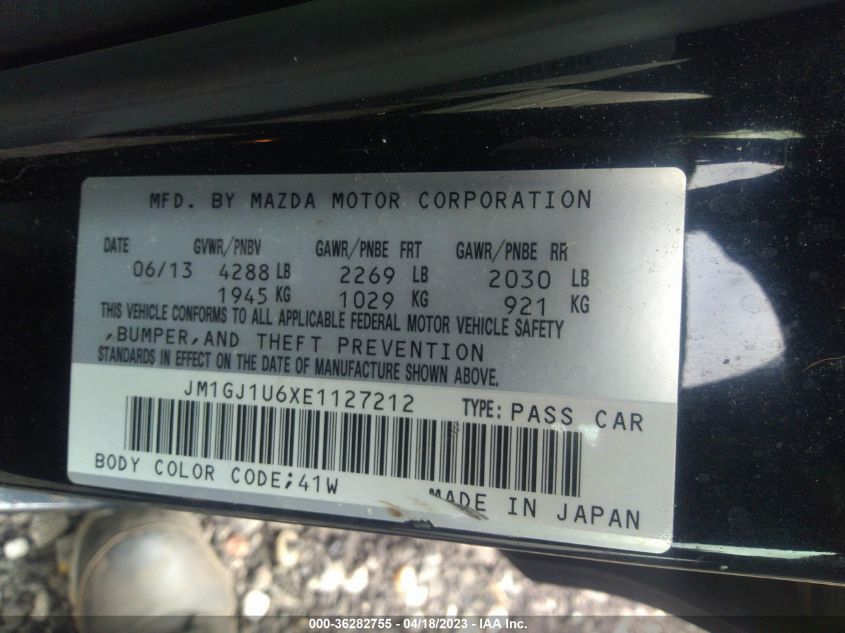 MFD. BY MAZDA MOTOR CORPORATION
DATE GVWR/PNBV GAWR/PNBE FRT GAWR/PNBE RR
06/13 4288 LB 2269 LB 2030 LB
1945 KG 1029 KG 921 KG
THIS VEHICLE CONFORMS TO ALL APPLICABLE FEDERAL MOTOR VEHICLE SAFETY
,BUMPER,AND THEFT PREVENTION
STANDARDS IN EFFECT ON THE DATE OF MANUFACTURE SHOWN ABOVE.
JM1GJ1U6XE1127212 TYPE: PASS CAR
BODY COLOR CODE;41W
MADE IN JAPAN
000-36282755 - 04/18/2023 - IAA Inc.